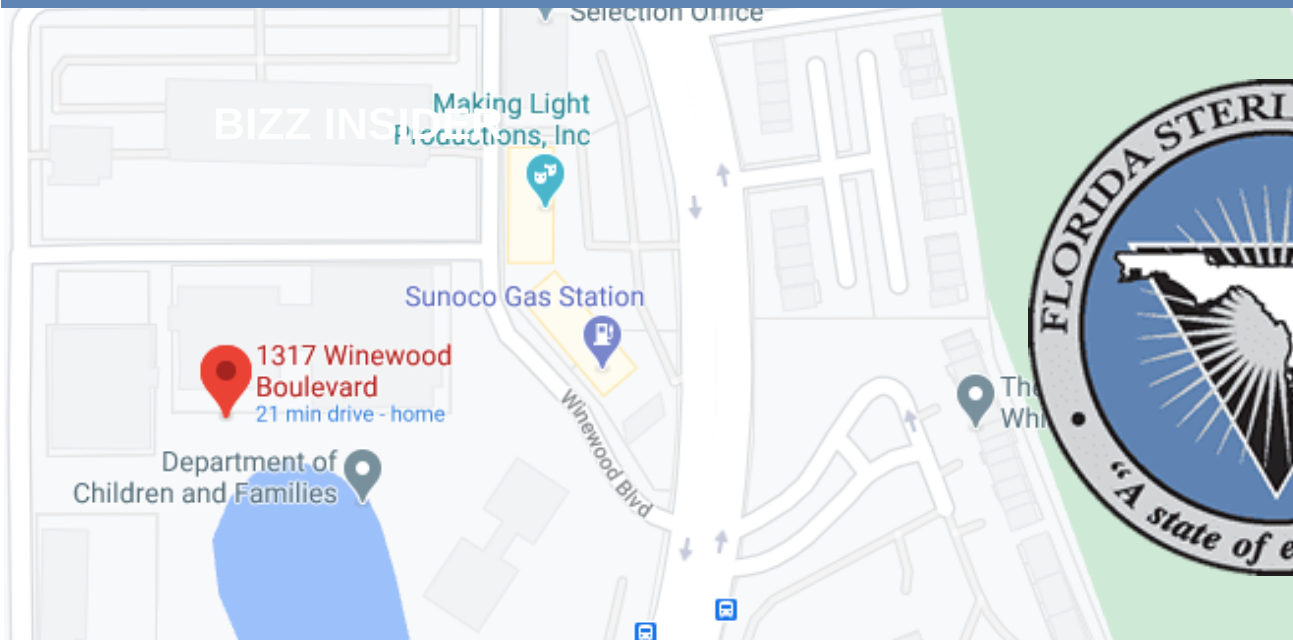 Selection Office
BIZZ INSIDER
Making Light
Productions, Inc
Sunoco Gas Station
1317 Winewood
Boulevard
21 min drive - home
Department of
Children and Families
Winewood Blvd
FLORIDA
"A state of